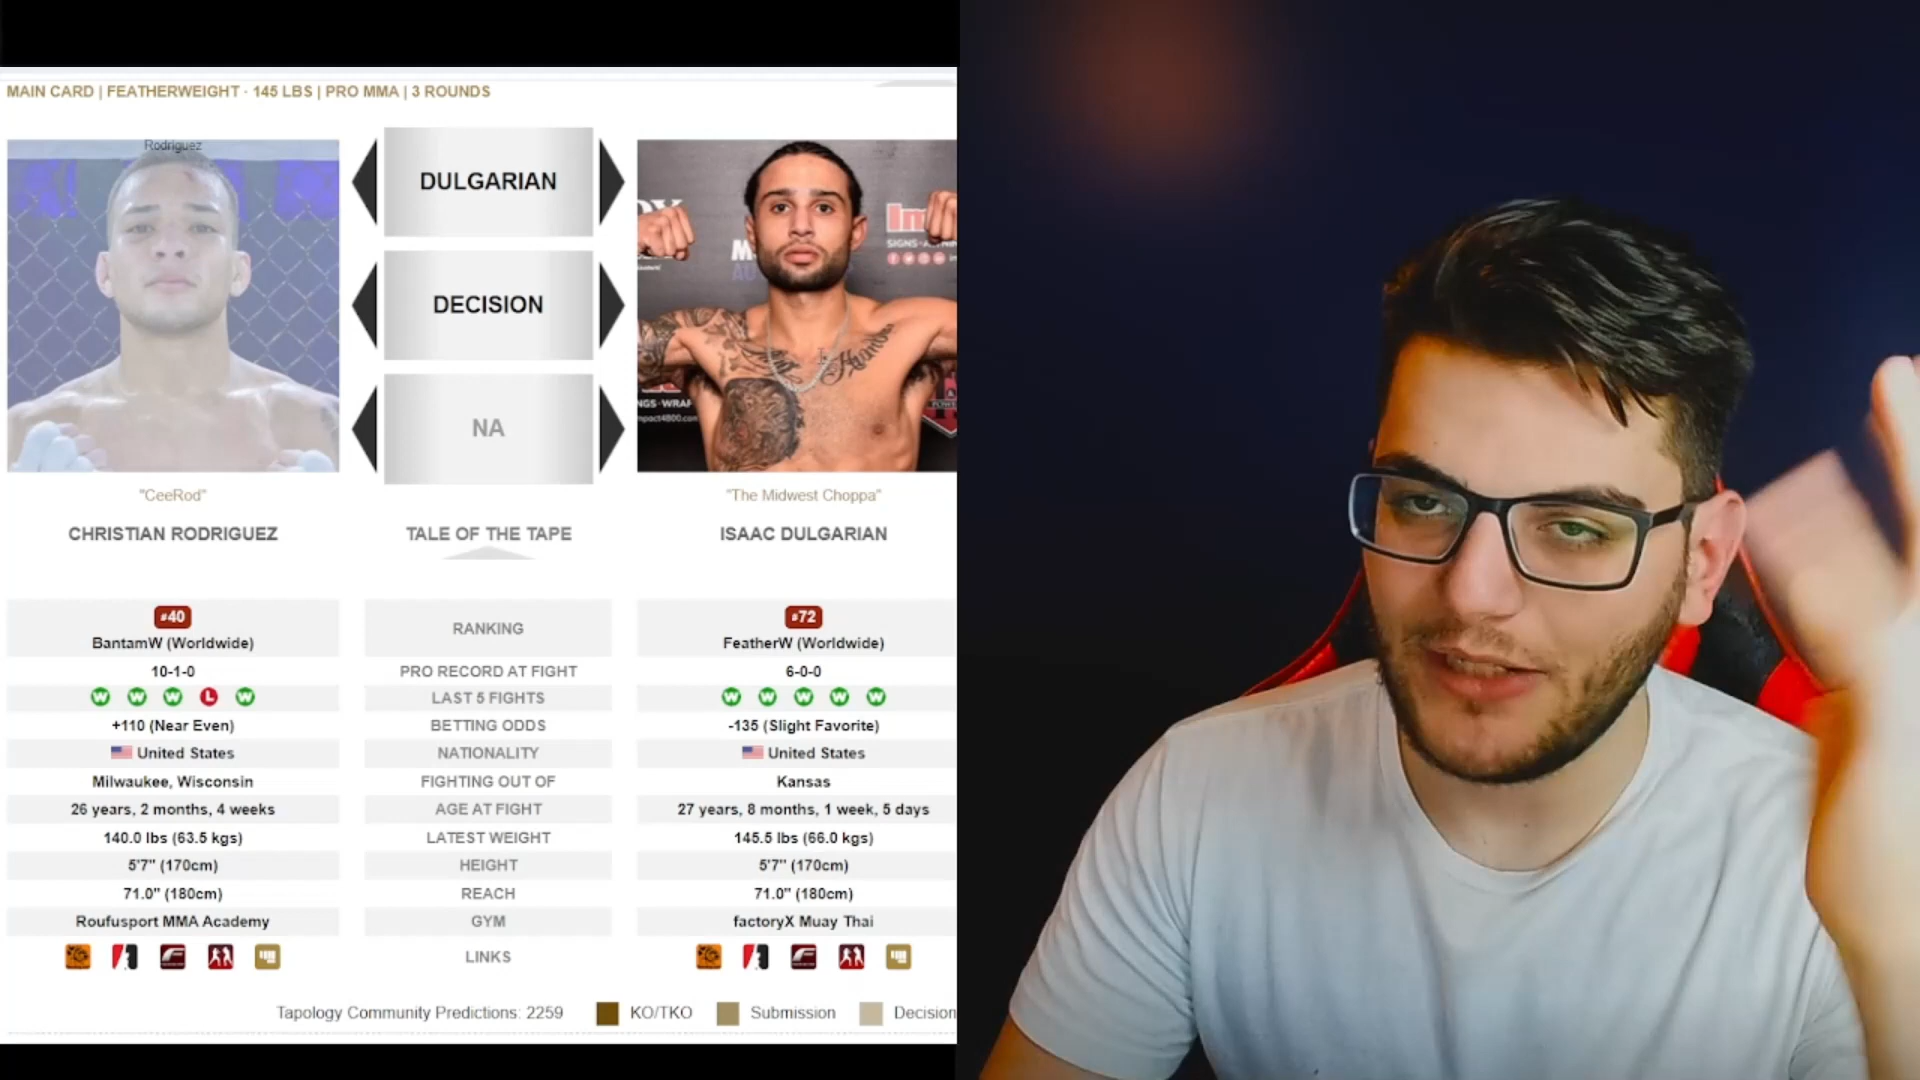 MAIN CARD | FEATHERWEIGHT · 145 LBS | PRO MMA | 3 ROUNDS
Rodriguez
DULGARIAN
DECISION
NA
SIGNS·
"CeeRod"
"The Midwest Choppa"
CHRISTIAN RODRIGUEZ
TALE OF THE TAPE
ISAAC DULGARIAN
#40
BantamW (Worldwide)
RANKING
#72
FeatherW (Worldwide)
10-1-0
PRO RECORD AT FIGHT
6-0-0
W W W L W
LAST 5 FIGHTS
W W W W W
+110 (Near Even)
BETTING ODDS
-135 (Slight Favorite)
United States
NATIONALITY
United States
Milwaukee, Wisconsin
FIGHTING OUT OF
Kansas
26 years, 2 months, 4 weeks
AGE AT FIGHT
27 years, 8 months, 1 week, 5 days
140.0 lbs (63.5 kgs)
LATEST WEIGHT
145.5 lbs (66.0 kgs)
5'7" (170cm)
HEIGHT
5'7" (170cm)
71.0" (180cm)
REACH
71.0" (180cm)
Roufusport MMA Academy
GYM
factoryX Muay Thai
LINKS
Tapology Community Predictions: 2259
KO/TKO
Submission
Decision